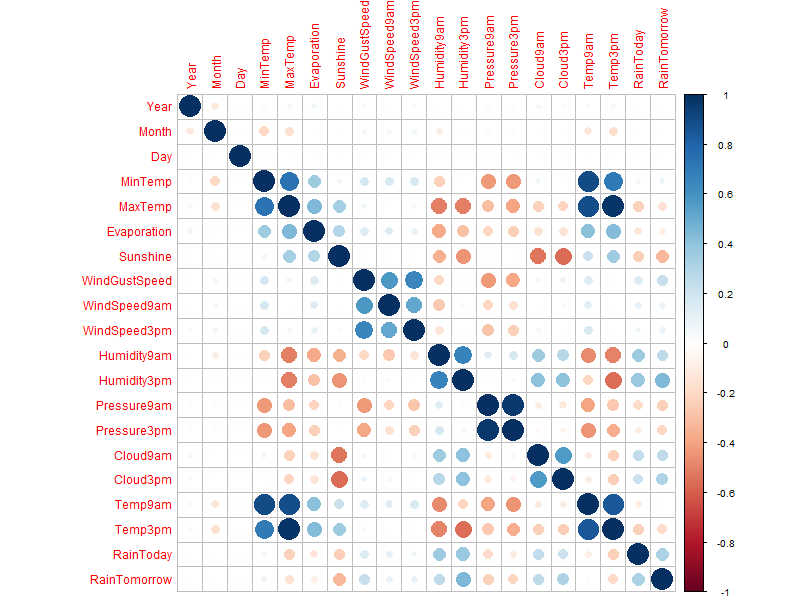 Year
Month
Day
MinTemp
MaxTemp
Evaporation
Sunshine
WindGustSpeed
WindSpeed9am
WindSpeed3pm
Humidity9am
Humidity3pm
Pressure9am
Pressure3pm
Cloud9am
Cloud3pm
Temp9am
Temp3pm
RainToday
RainTomorrow
Year
Month
Day
MinTemp
MaxTemp
Evaporation
Sunshine
WindGustSpeed
WindSpeed9am
WindSpeed3pm
Humidity9am
Humidity3pm
Pressure9am
Pressure3pm
Cloud9am
Cloud3pm
Temp9am
Temp3pm
RainToday
RainTomorrow
1
0.8
0.6
0.4
0.2
0
-0.2
-0.4
-0.6
-0.8
-1